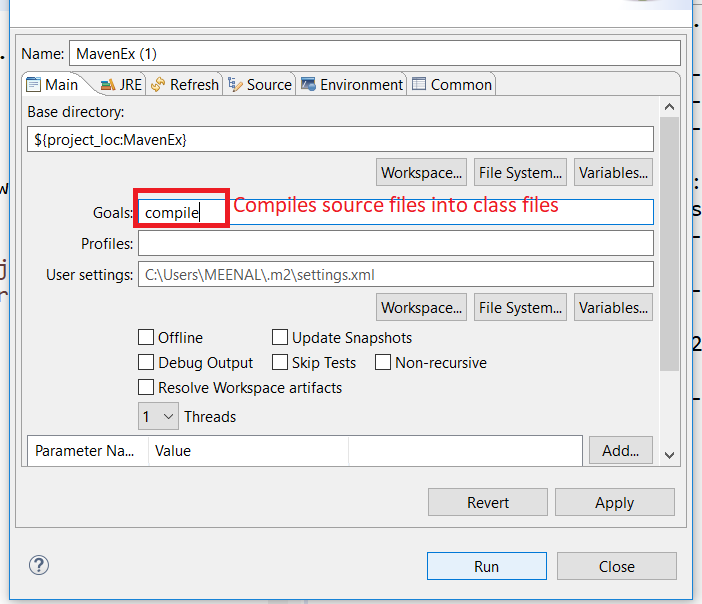 Name: MavenEx (1)
Main JRE Refresh Source Environment Common
Base directory:
${project_loc:MavenEx}
Workspace... File System... Variables...
Goals: compile Compiles source files into class files
Profiles:
User settings: C:\Users\MEENAL\.m2\settings.xml
Workspace... File System... Variables...
Offline Update Snapshots
Debug Output Skip Tests Non-recursive
Resolve Workspace artifacts
1 Threads
Parameter Na... Value Add...
Revert Apply
? Run Close